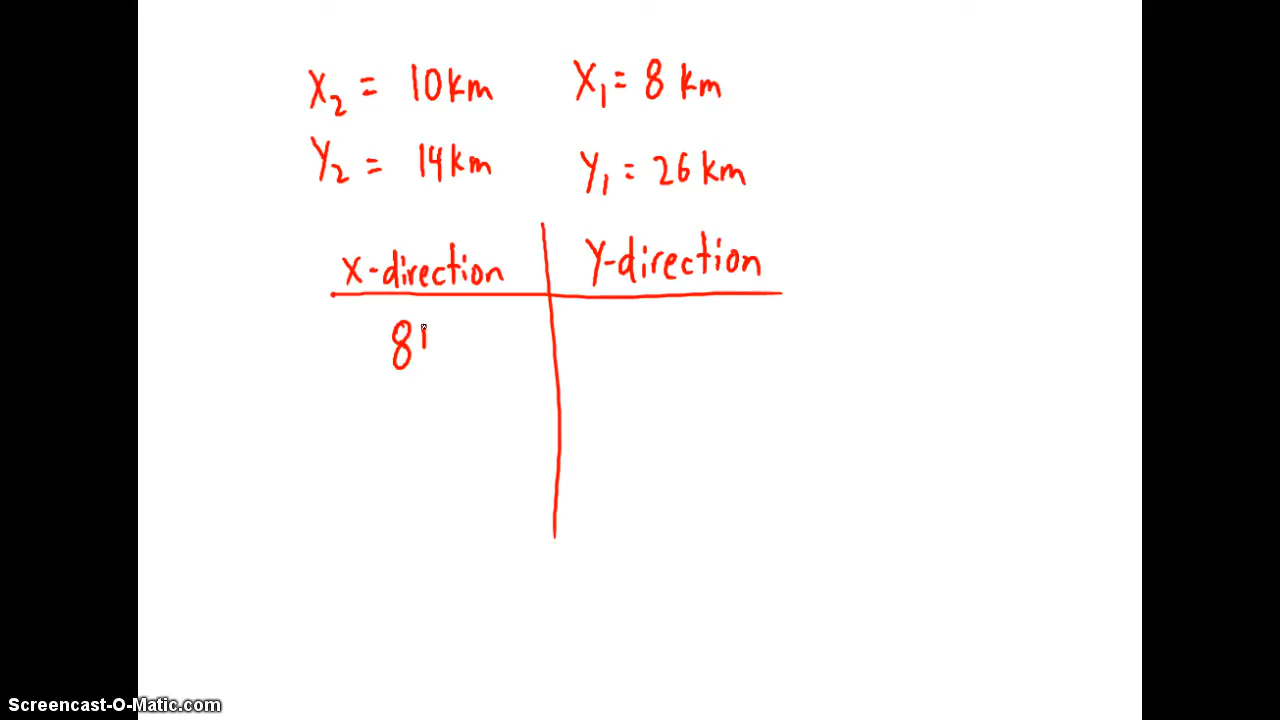 X₂ = 10km X₁ = 8 km
Y₂ = 14km Y₁ = 26 km
X-direction Y-direction
8
Screencast-O-Matic.com